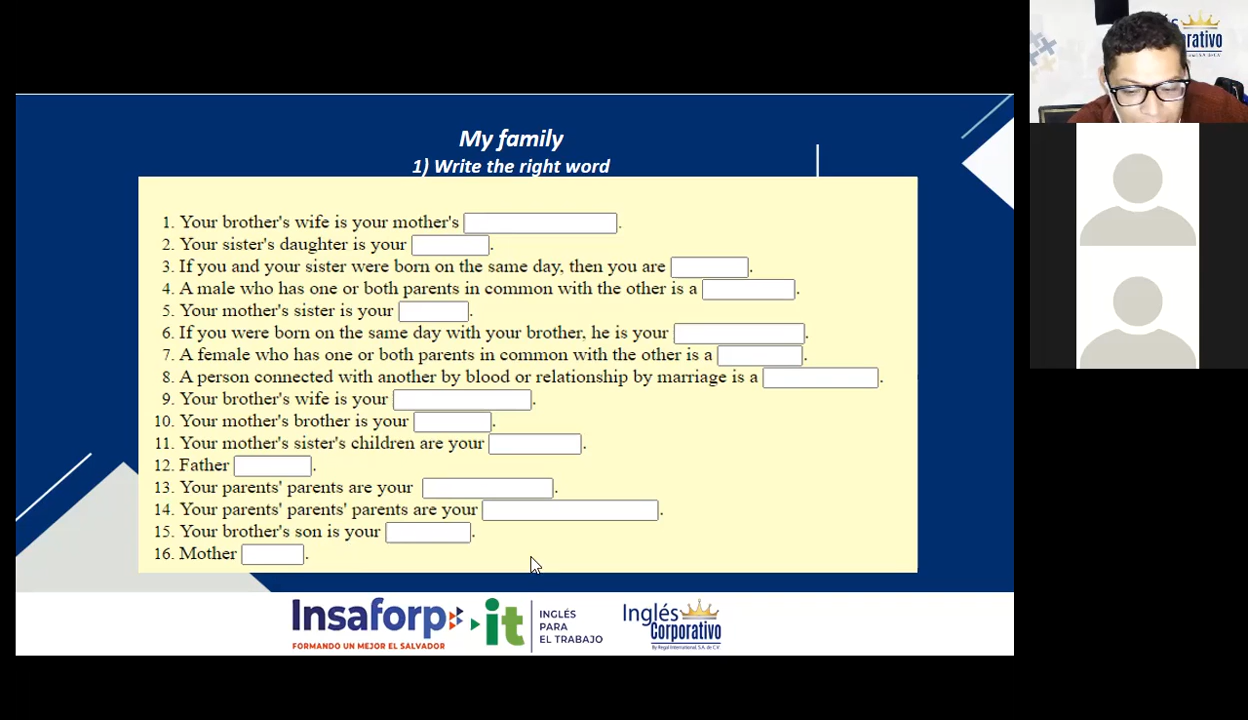 My family
1) Write the right word
1. Your brother's wife is your mother's .
2. Your sister's daughter is your .
3. If you and your sister were born on the same day, then you are .
4. A male who has one or both parents in common with the other is a .
5. Your mother's sister is your .
6. If you were born on the same day with your brother, he is your .
7. A female who has one or both parents in common with the other is a .
8. A person connected with another by blood or relationship by marriage is a .
9. Your brother's wife is your .
10. Your mother's brother is your .
11. Your mother's sister's children are your .
12. Father .
13. Your parents' parents are your .
14. Your parents' parents' parents are your .
15. Your brother's son is your .
16. Mother .
Insaforp
FORMANDO UN MEJOR EL SALVADOR
it
INGLÉS
PARA
EL TRABAJO
Inglés
Corporativo
By Regal International, S.A. de C.V.
rativo